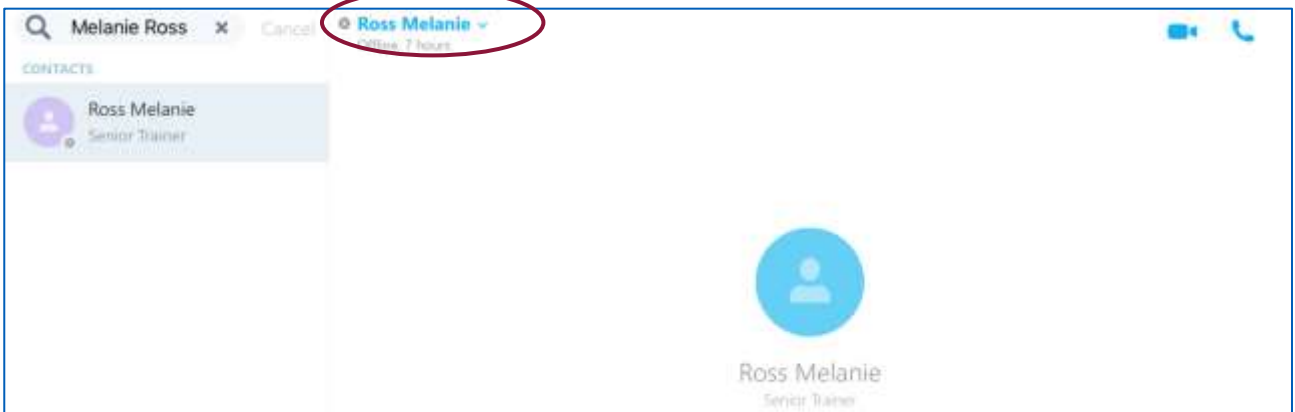 Melanie Ross
Cancel
CONTACTS
Ross Melanie
Senior Trainer
Ross Melanie
Offline 7 hours
Ross Melanie
Senior Trainer